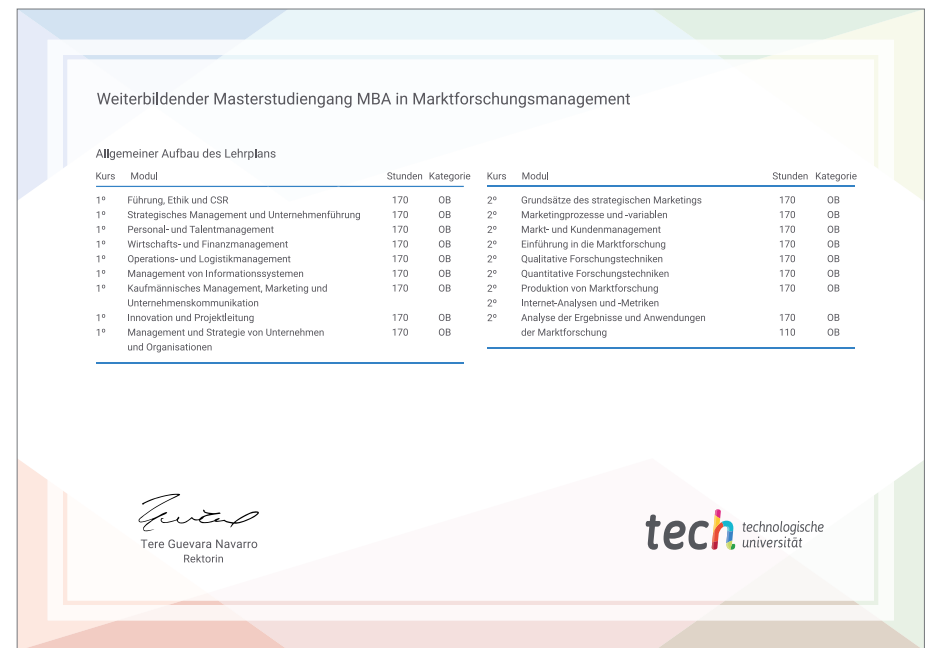 Weiterbildender Masterstudiengang MBA in Marktforschungsmanagement
Allgemeiner Aufbau des Lehrplans
Kurs Modul Stunden Kategorie
1º Führung, Ethik und CSR 170 OB
1º Strategisches Management und Unternehmenführung 170 OB
1º Personal- und Talentmanagement 170 OB
1º Wirtschafts- und Finanzmanagement 170 OB
1º Operations- und Logistikmanagement 170 OB
1º Management von Informationssystemen 170 OB
1º Kaufmännisches Management, Marketing und 170 OB
Unternehmenskommunikation
1º Innovation und Projektleitung 170 OB
1º Management und Strategie von Unternehmen 170 OB
und Organisationen
Kurs Modul Stunden Kategorie
2º Grundsätze des strategischen Marketings 170 OB
2º Marketingprozesse und -variablen 170 OB
2º Markt- und Kundenmanagement 170 OB
2º Einführung in die Marktforschung 170 OB
2º Qualitative Forschungstechniken 170 OB
2º Quantitative Forschungstechniken 170 OB
2º Produktion von Marktforschung 170 OB
2º Internet-Analysen und -Metriken
2º Analyse der Ergebnisse und Anwendungen 170 OB
der Marktforschung 110 OB
Tere Guevara Navarro
Rektorin
tech technologische
universität